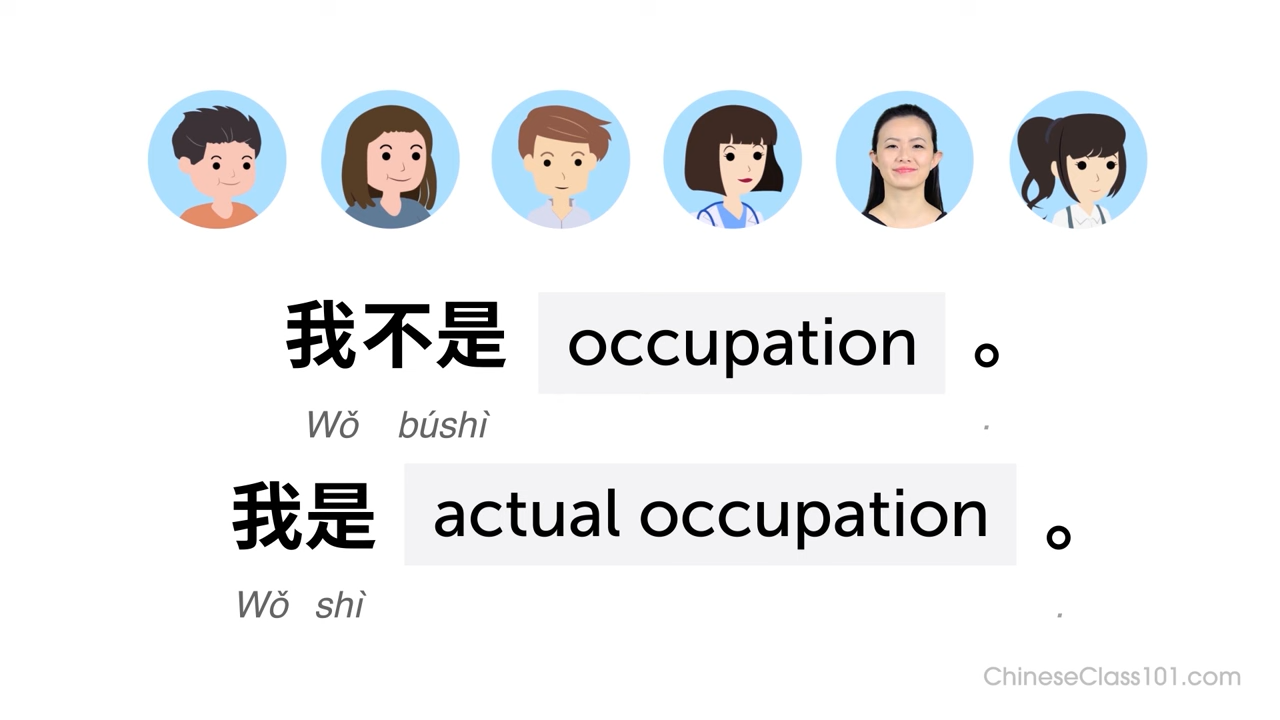 我不是 occupation 。
Wǒ búshì .
我是 actual occupation 。
Wǒ shì .
ChineseClass101.com